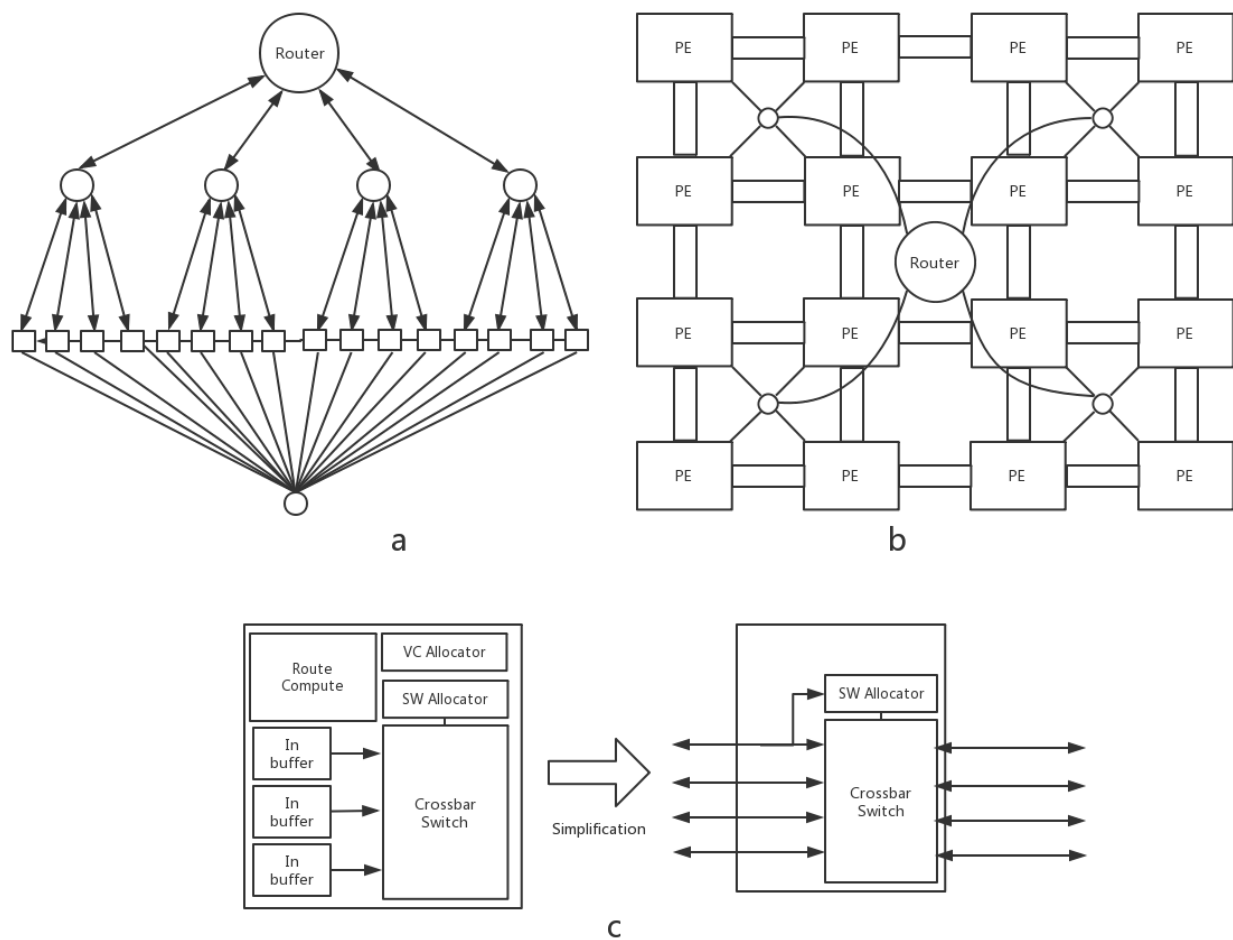 Router
a
PE PE PE PE
PE PE PE PE
Router
PE PE PE PE
PE PE PE PE
b
Route
Compute
VC Allocator
SW Allocator
In
buffer
In
buffer
In
buffer
Crossbar
Switch
Simplification
SW Allocator
Crossbar
Switch
c